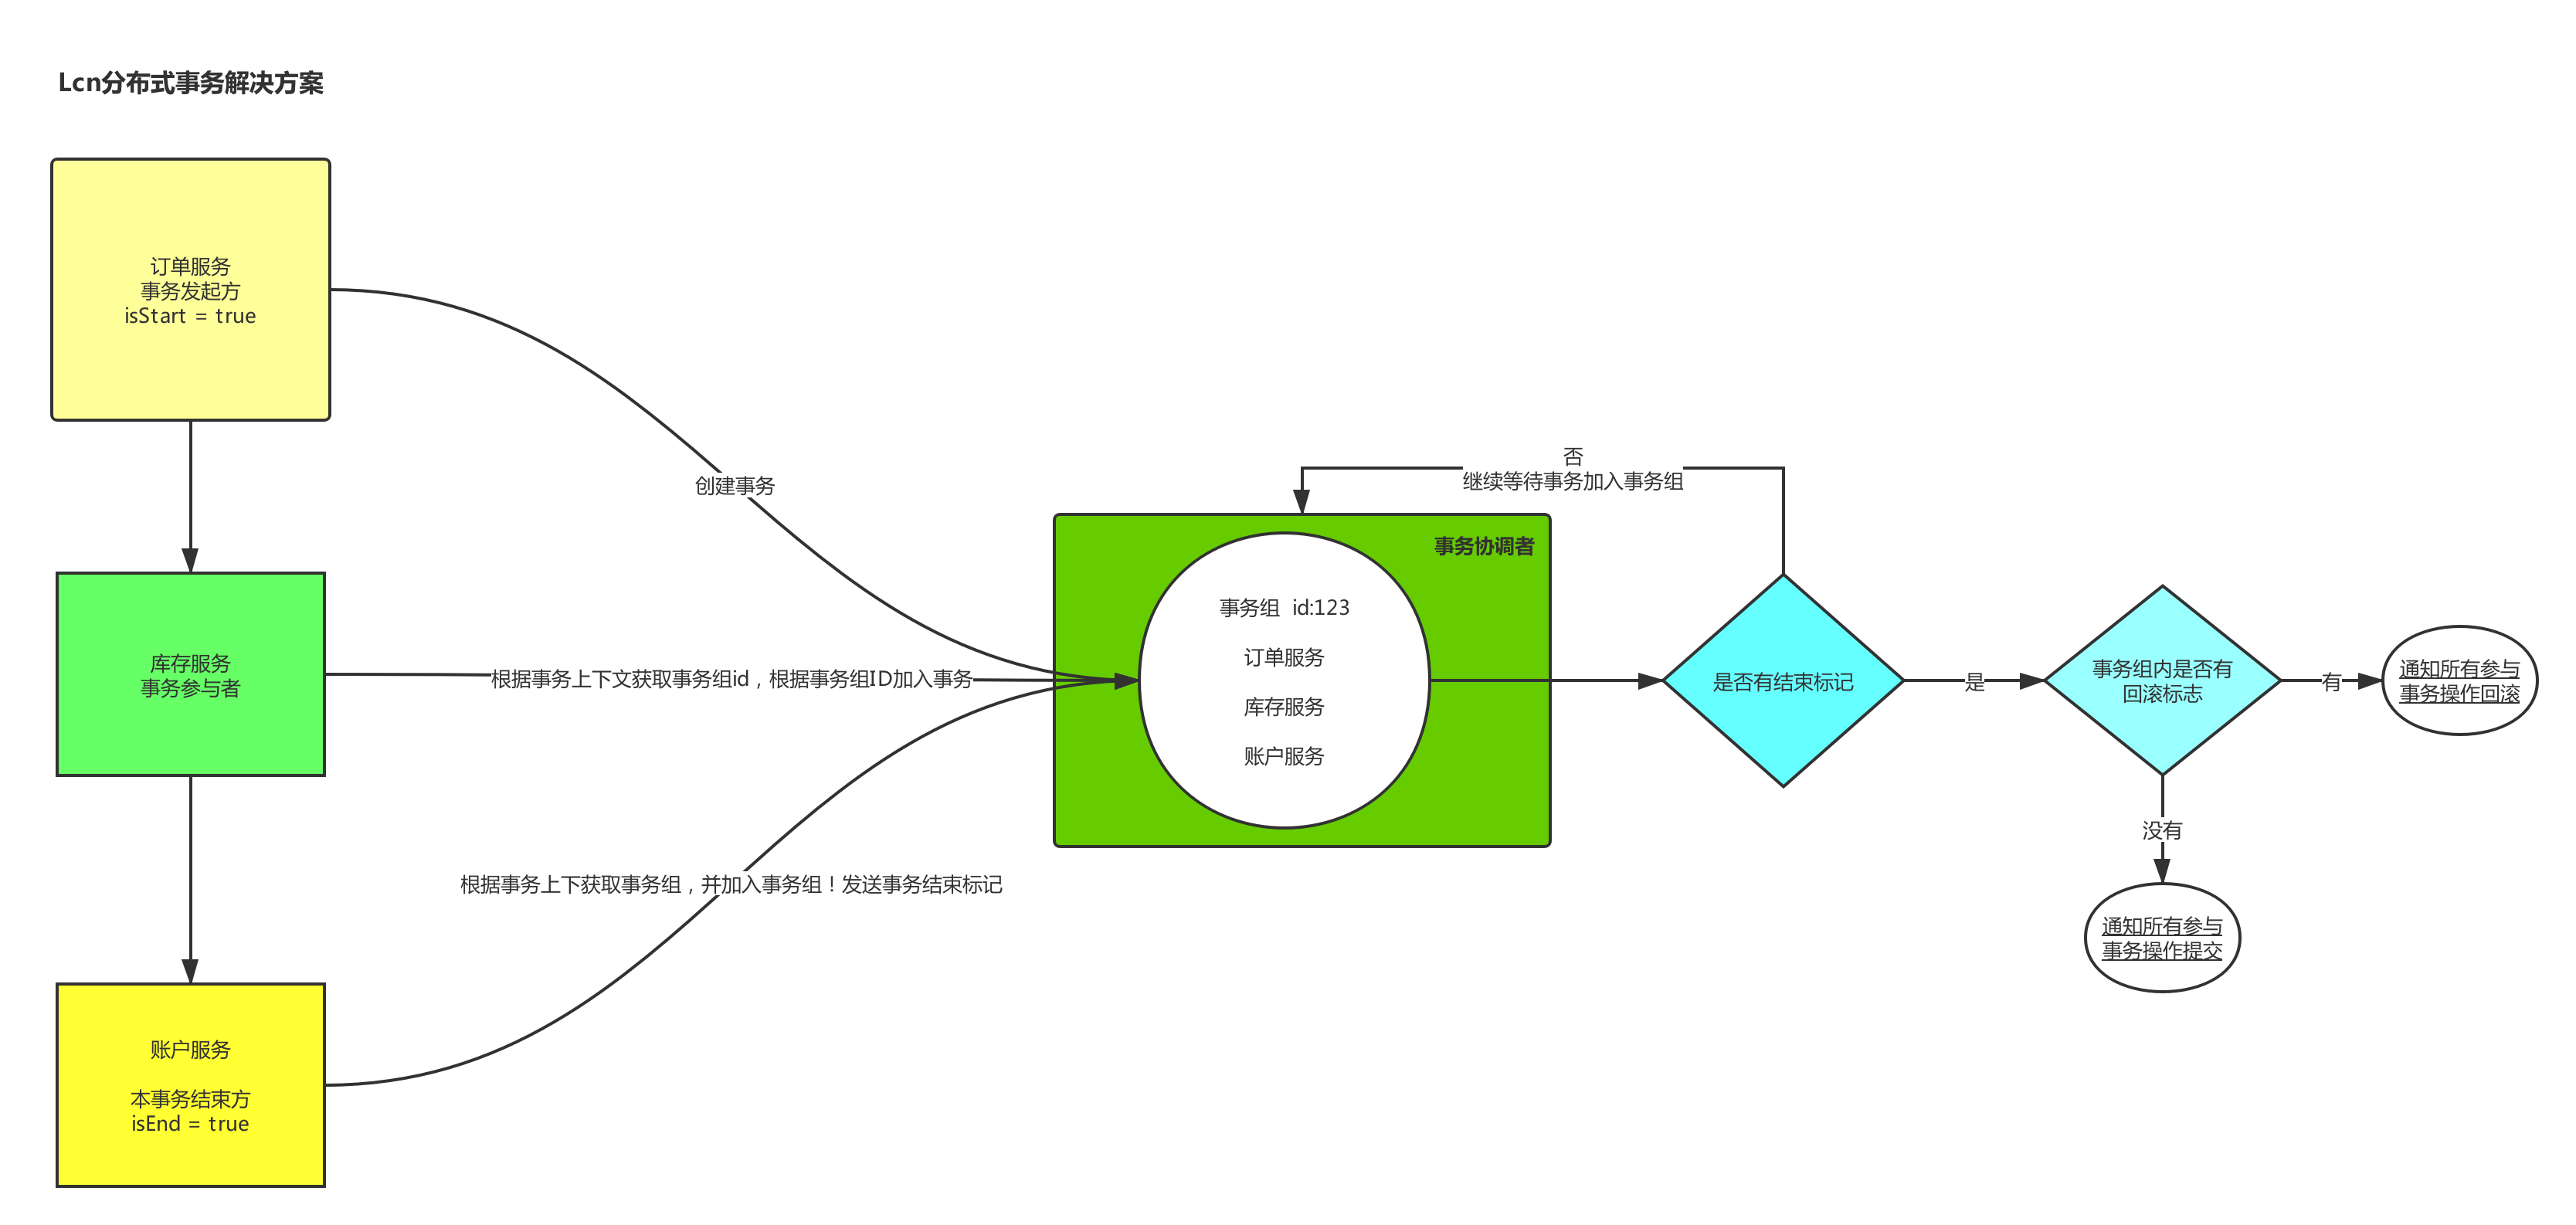 Lcn分布式事务解决方案
订单服务
事务发起方
isStart = true
创建事务
库存服务
事务参与者
根据事务上下文获取事务组id，根据事务组ID加入事务
账户服务
本事务结束方
isEnd = true
根据事务上下获取事务组，并加入事务组！发送事务结束标记
事务协调者
事务组 id:123
订单服务
库存服务
账户服务
否
继续等待事务加入事务组
是否有结束标记
是
事务组内是否有
回滚标志
有
通知所有参与
事务操作回滚
没有
通知所有参与
事务操作提交